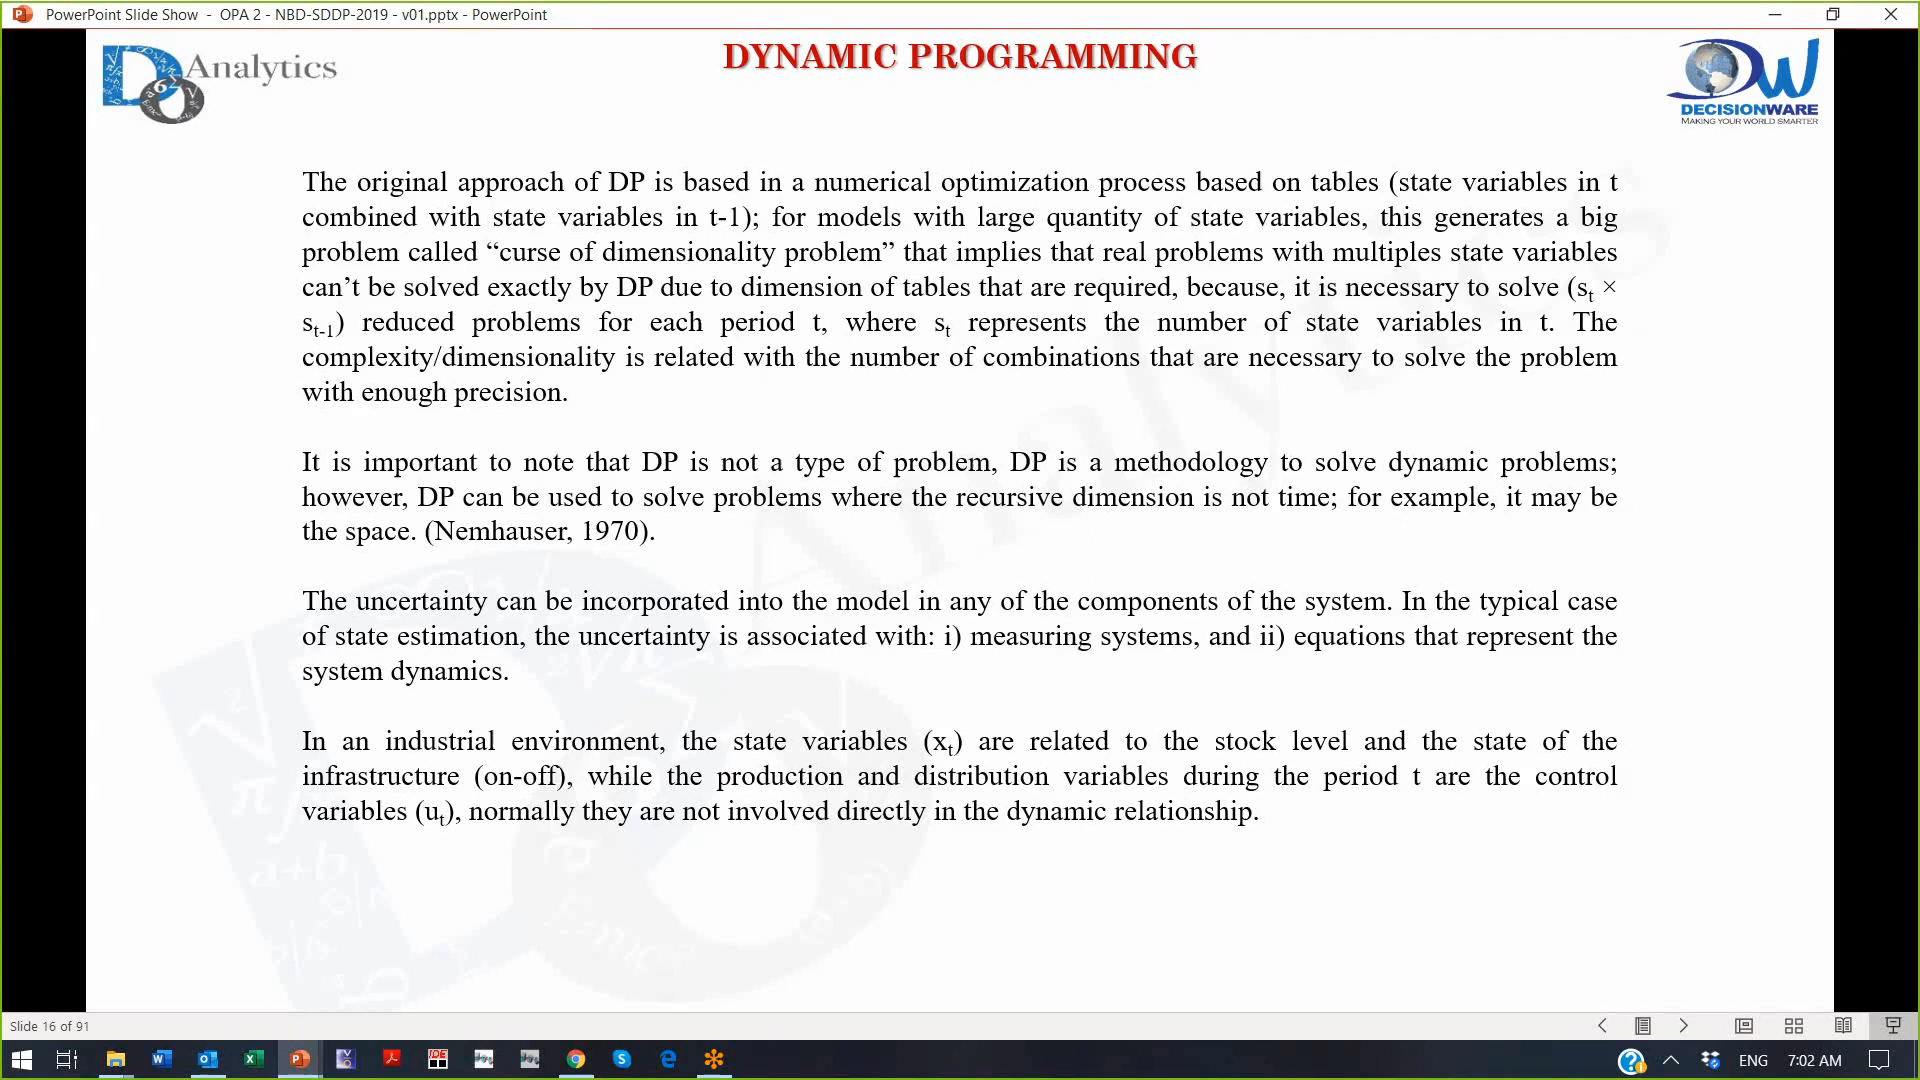 PowerPoint Slide Show - OPA 2 - NBD-SDDP-2019 - v01.pptx - PowerPoint
Analytics
DYNAMIC PROGRAMMING
DW
DECISIONWARE
MAKING YOUR WORLD SMARTER
The original approach of DP is based in a numerical optimization process based on tables (state variables in t
combined with state variables in t-1); for models with large quantity of state variables, this generates a big
problem called “curse of dimensionality problem” that implies that real problems with multiples state variables
can’t be solved exactly by DP due to dimension of tables that are required, because, it is necessary to solve (st ×
st-1) reduced problems for each period t, where st represents the number of state variables in t. The
complexity/dimensionality is related with the number of combinations that are necessary to solve the problem
with enough precision.
It is important to note that DP is not a type of problem, DP is a methodology to solve dynamic problems;
however, DP can be used to solve problems where the recursive dimension is not time; for example, it may be
the space. (Nemhauser, 1970).
The uncertainty can be incorporated into the model in any of the components of the system. In the typical case
of state estimation, the uncertainty is associated with: i) measuring systems, and ii) equations that represent the
system dynamics.
In an industrial environment, the state variables (xt) are related to the stock level and the state of the
infrastructure (on-off), while the production and distribution variables during the period t are the control
variables (ut), normally they are not involved directly in the dynamic relationship.
Slide 16 of 91
ENG
7:02 AM